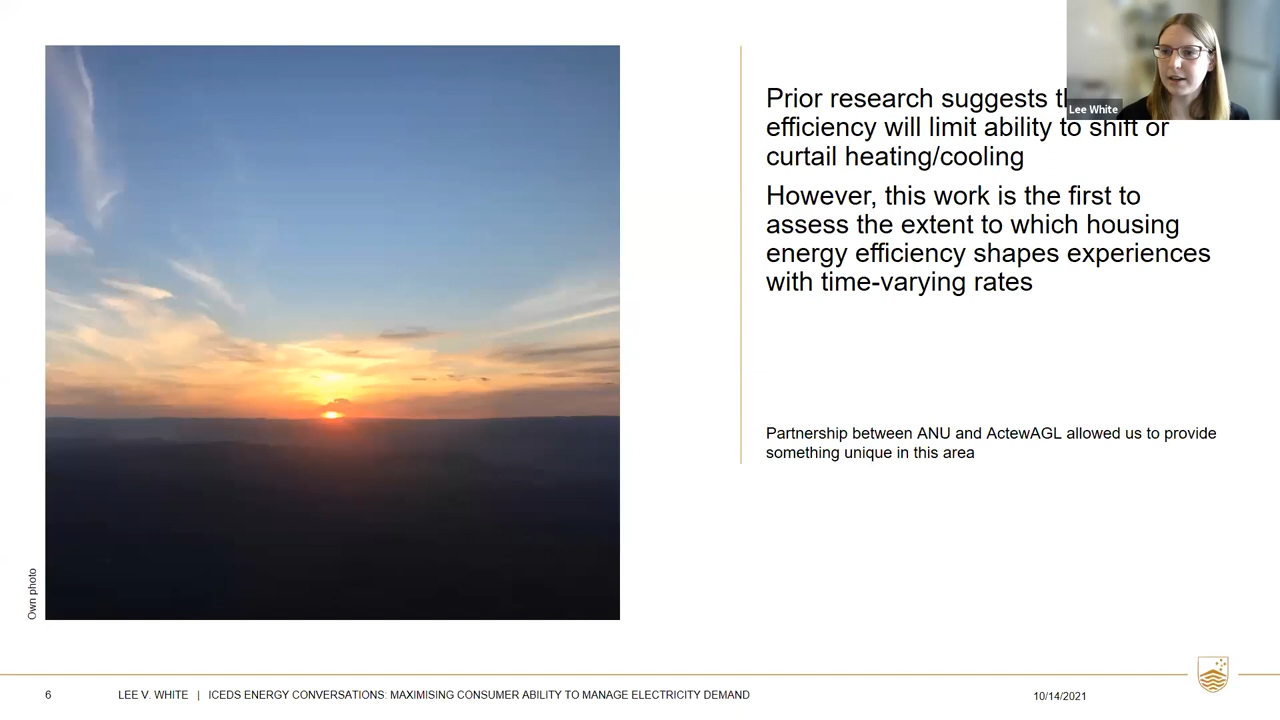 Lee White
Prior research suggests
efficiency will limit ability to shift or
curtail heating/cooling
However, this work is the first to
assess the extent to which housing
energy efficiency shapes experiences
with time-varying rates
Partnership between ANU and ActewAGL allowed us to provide
something unique in this area
Own photo
6
LEE V. WHITE | ICEDS ENERGY CONVERSATIONS: MAXIMISING CONSUMER ABILITY TO MANAGE ELECTRICITY DEMAND
10/14/2021